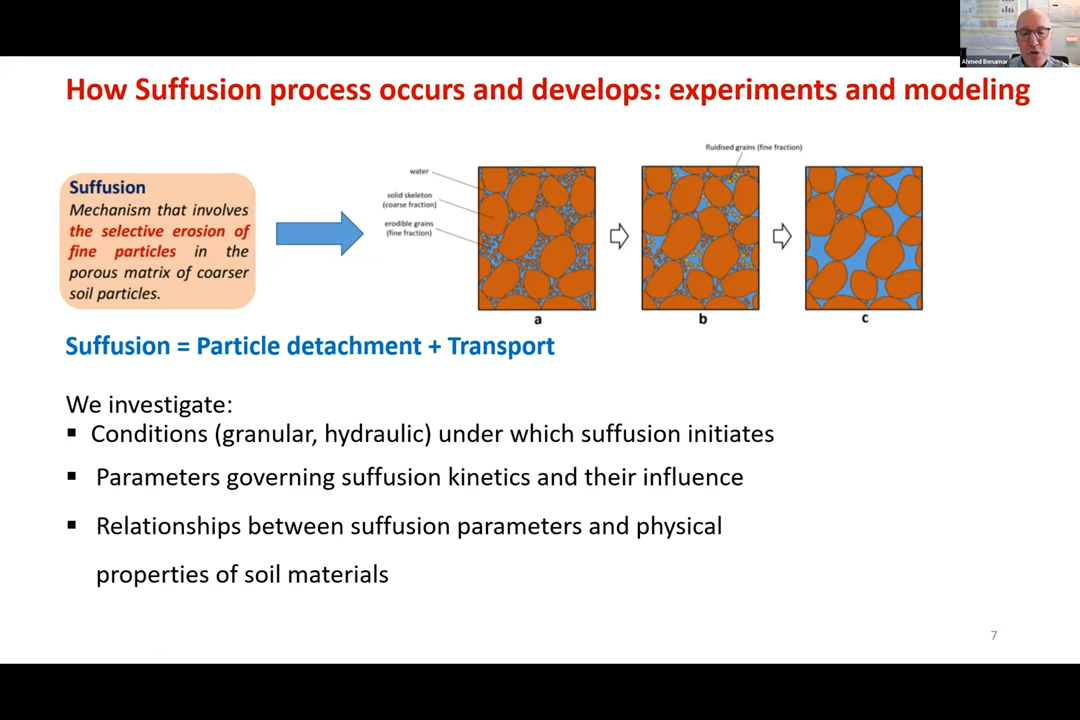 Ahmed Benamar
How Suffusion process occurs and develops: experiments and modeling
fluidised grains (fine fraction)
Suffusion
Mechanism that involves
the selective erosion of
fine particles in the
porous matrix of coarser
soil particles.
water
solid skeleton
(coarse fraction)
erodible grains
(fine fraction)
a
b
c
Suffusion = Particle detachment + Transport
We investigate:
▪ Conditions (granular, hydraulic) under which suffusion initiates
▪ Parameters governing suffusion kinetics and their influence
▪ Relationships between suffusion parameters and physical
properties of soil materials
7